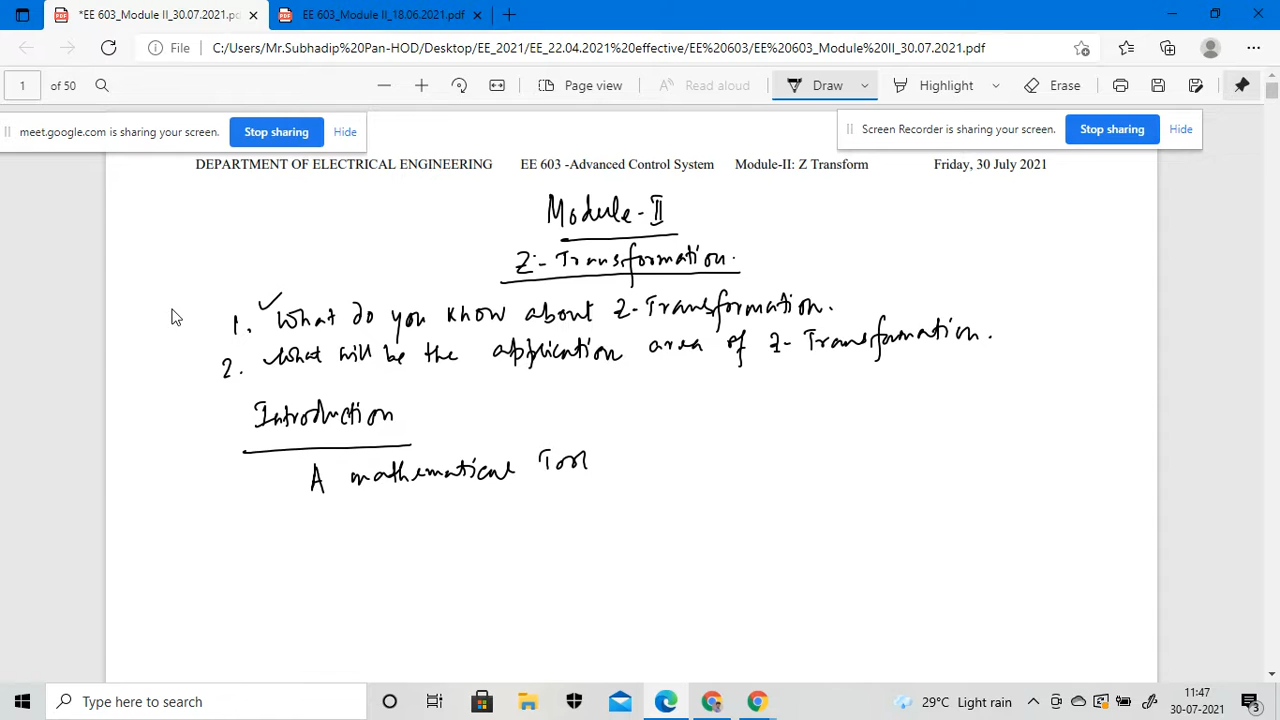 *EE 603_Module II_30.07.2021.pd
EE 603_Module II_18.06.2021.pdf
File C:/Users/Mr.Subhadip%20Pan-HOD/Desktop/EE_2021/EE_22.04.2021%20effective/EE%20603/EE%20603_Module%20II_30.07.2021.pdf
1 of 50 Page view Read aloud Draw Highlight Erase
meet.google.com is sharing your screen. Stop sharing Hide
Screen Recorder is sharing your screen. Stop sharing Hide
DEPARTMENT OF ELECTRICAL ENGINEERING EE 603 -Advanced Control System Module-II: Z Transform Friday, 30 July 2021
Module-II
Z-Transformation.
1. What do you know about Z-Transformation.
2. What will be the application area of Z-Transformation.
Introduction
A mathematical Tool
Type here to search 29°C Light rain 11:47
30-07-2021 3